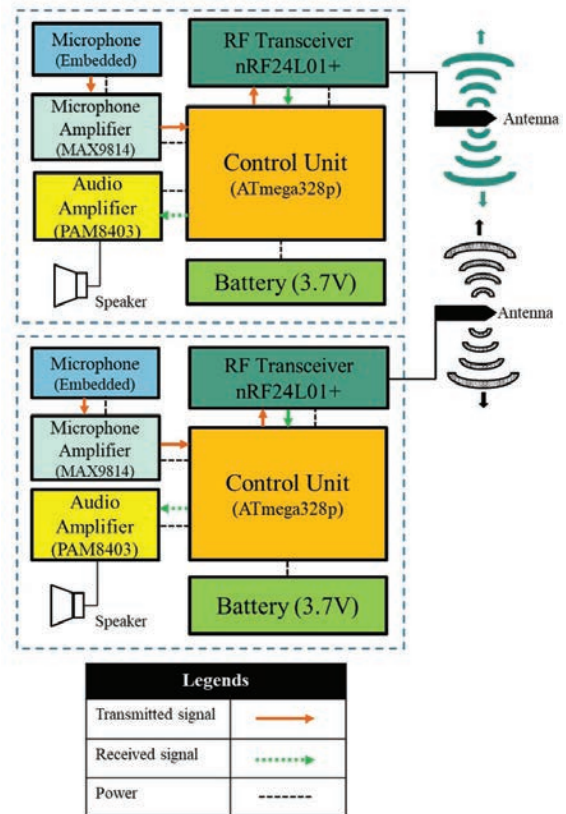 Microphone
(Embedded)
RF Transceiver
nRF24L01+
Microphone
Amplifier
(MAX9814)
Antenna
Control Unit
(ATmega328p)
Audio
Amplifier
(PAM8403)
Battery (3.7V)
Speaker
Antenna
Microphone
(Embedded)
RF Transceiver
nRF24L01+
Microphone
Amplifier
(MAX9814)
Control Unit
(ATmega328p)
Audio
Amplifier
(PAM8403)
Battery (3.7V)
Speaker
Legends
Transmitted signal
Received signal
Power